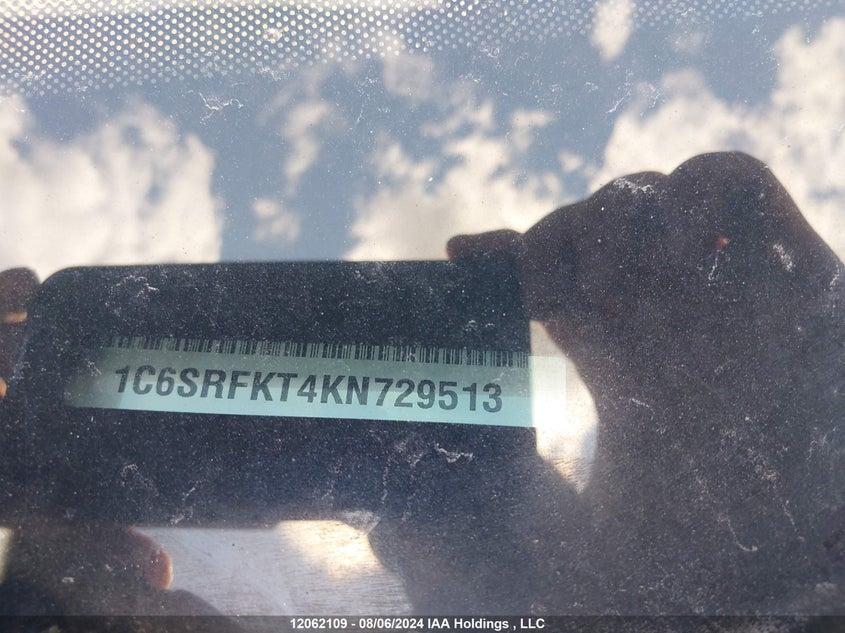 1C6SRFKT4KN729513
12062109 - 08/06/2024 IAA Holdings , LLC